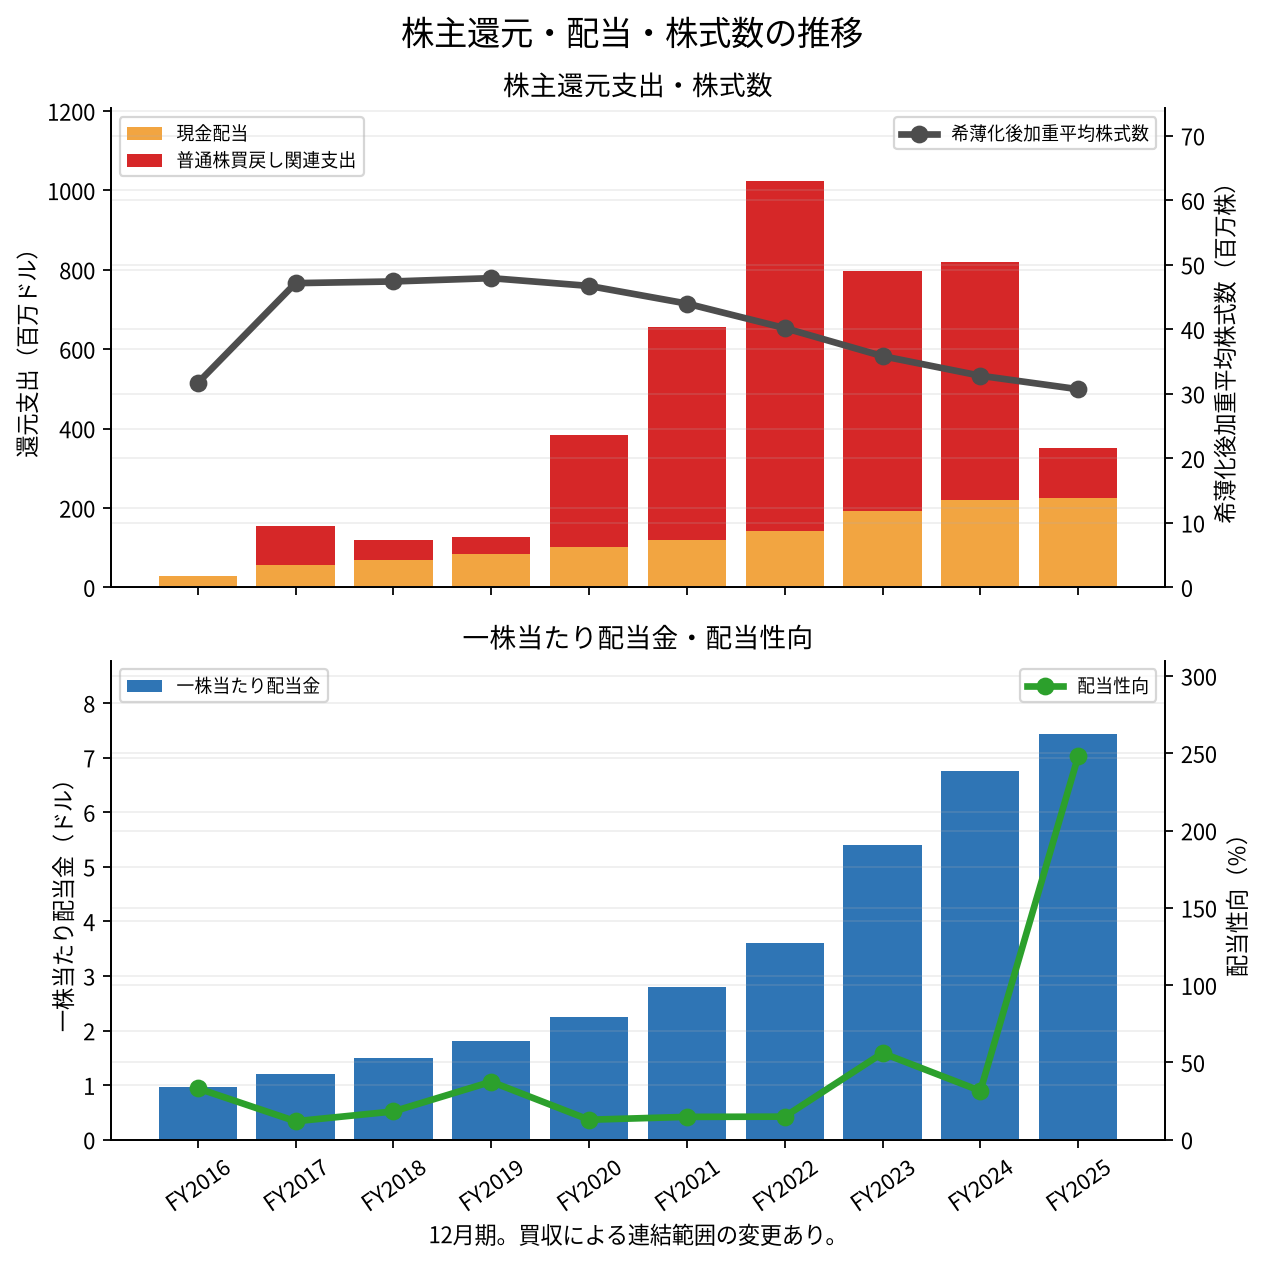 株主還元・配当・株式数の推移
株主還元支出・株式数
現金配当
普通株買戻し関連支出
希薄化後加重平均株式数
還元支出（百万ドル）
希薄化後加重平均株式数（百万株）
1200
1000
800
600
400
200
0
70
60
50
40
30
20
10
0
一株当たり配当金・配当性向
一株当たり配当金
配当性向
一株当たり配当金（ドル）
配当性向（%）
8
7
6
5
4
3
2
1
0
300
250
200
150
100
50
0
FY2016 FY2017 FY2018 FY2019 FY2020 FY2021 FY2022 FY2023 FY2024 FY2025
12月期。買収による連結範囲の変更あり。